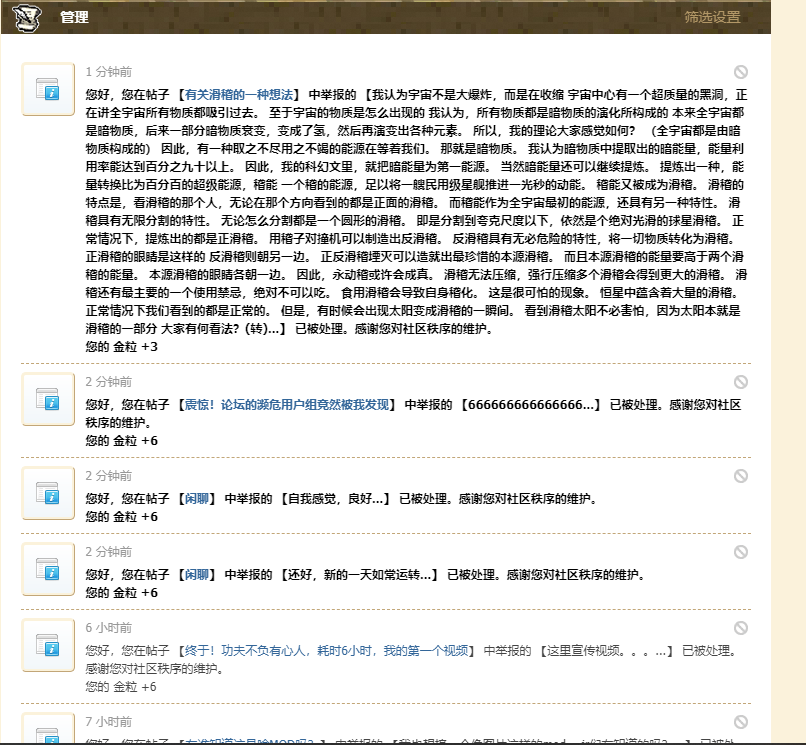 管理
筛选设置
1 分钟前
您好，您在帖子 【有关滑稽的一种想法】 中举报的 【我认为宇宙不是大爆炸，而是在收缩 宇宙中心有一个超质量的黑洞，正
在讲全宇宙所有物质都吸引过去。 至于宇宙的物质是怎么出现的 我认为，所有物质都是暗物质的演化所构成的 本来全宇宙都
是暗物质，后来一部分暗物质衰变，变成了氢，然后再演变出各种元素。 所以，我的理论大家感觉如何？ （全宇宙都是由暗
物质构成的） 因此，有一种取之不尽用之不竭的能源在等着我们。 那就是暗物质。 我认为暗物质中提取出的暗能量，能量利
用率能达到百分之九十以上。 因此，我的科幻文里，就把暗能量为第一能源。 当然暗能量还可以继续提炼。 提炼出一种，能
量转换比为百分百的超级能源，稽能 一个稽的能源，足以将一艘民用级星舰推进一光秒的动能。 稽能又被成为滑稽。 滑稽的
特点是，看滑稽的那个人，无论在那个方向看到的都是正面的滑稽。 而稽能作为全宇宙最初的能源，还具有另一种特性。 滑
稽具有无限分割的特性。 无论怎么分割都是一个圆形的滑稽。 即是分割到夸克尺度以下，依然是个绝对光滑的球星滑稽。 正
常情况下，提炼出的都是正滑稽。 用稽子对撞机可以制造出反滑稽。 反滑稽具有无必危险的特性，将一切物质转化为滑稽。
正滑稽的眼睛是这样的 反滑稽则朝另一边。 正反滑稽堙灭可以造就出最珍惜的本源滑稽。 而且本源滑稽的能量要高于两个滑
稽的能量。 本源滑稽的眼睛各朝一边。 因此，永动稽或许会成真。 滑稽无法压缩，强行压缩多个滑稽会得到更大的滑稽。 滑
稽还有最主要的一个使用禁忌，绝对不可以吃。 食用滑稽会导致自身稽化。 这是很可怕的现象。 恒星中蕴含着大量的滑稽。
正常情况下我们看到的都是正常的。 但是，有时候会出现太阳变成滑稽的一瞬间。 看到滑稽太阳不必害怕，因为太阳本就是
滑稽的一部分 大家有何看法？(转)...】 已被处理。感谢您对社区秩序的维护。
您的 金粒 +3
2 分钟前
您好，您在帖子 【震惊！论坛的濒危用户组竟然被我发现】 中举报的 【666666666666666...】 已被处理。感谢您对社区
秩序的维护。
您的 金粒 +6
2 分钟前
您好，您在帖子 【闲聊】 中举报的 【自我感觉，良好...】 已被处理。感谢您对社区秩序的维护。
您的 金粒 +6
2 分钟前
您好，您在帖子 【闲聊】 中举报的 【还好，新的一天如常运转...】 已被处理。感谢您对社区秩序的维护。
您的 金粒 +6
6 小时前
您好，您在帖子 【终于！功夫不负有心人，耗时6小时，我的第一个视频】 中举报的 【这里宣传视频。。。...】 已被处理。
感谢您对社区秩序的维护。
您的 金粒 +6
7 小时前